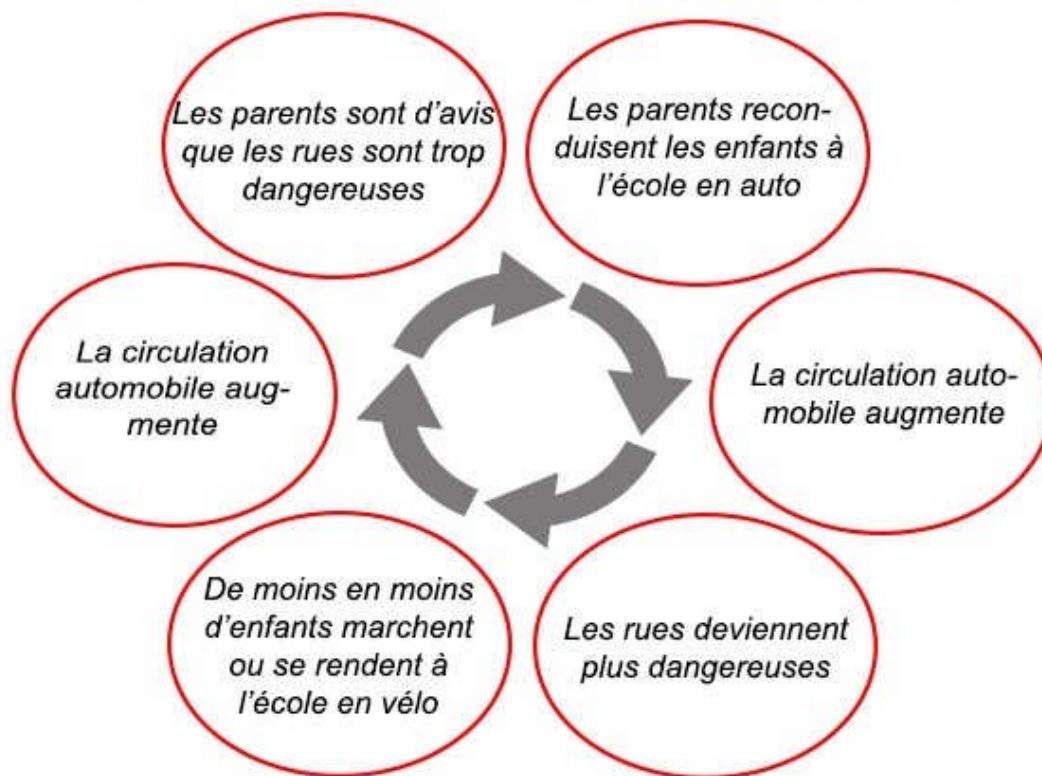 Les parents sont d'avis
que les rues sont trop
dangereuses
Les parents recon-
duisent les enfants à
l'école en auto
La circulation auto-
mobile augmente
Les rues deviennent
plus dangereuses
De moins en moins
d'enfants marchent
ou se rendent à
l'école en vélo
La circulation
automobile aug-
mente